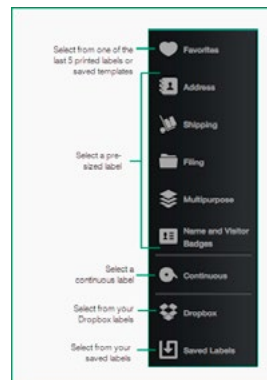 Select from one of the
last 5 printed labels or
saved templates
Favorites
Address
Shipping
Select a pre-
sized label
Filing
Multipurpose
Name and Visitor
Badges
Select a
continuous label
Continuous
Select from your
Dropbox labels
Dropbox
Select from your
saved labels
Saved Labels